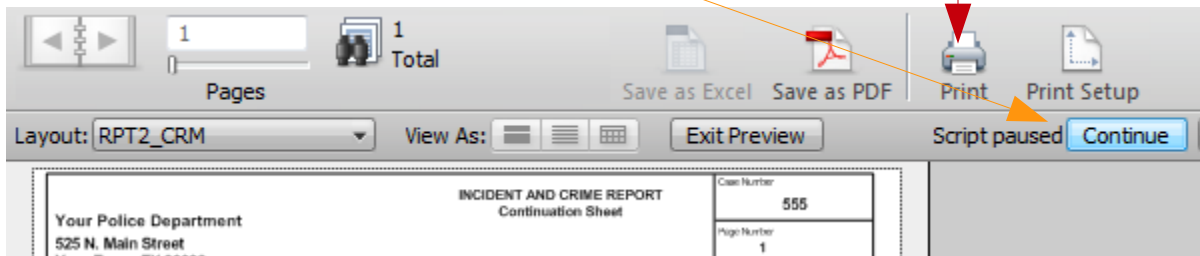 1
1
Total
Pages
Save as Excel
Save as PDF
Print
Print Setup
Layout: RPT2_CRM
View As:
Exit Preview
Script paused
Continue
INCIDENT AND CRIME REPORT
Continuation Sheet
Case Number
555
Your Police Department
525 N. Main Street
Page Number
1